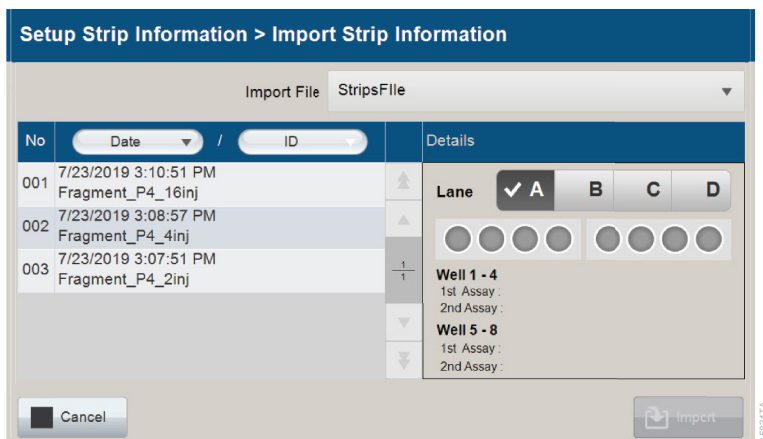 Setup Strip Information > Import Strip Information
Import File StripsFIle
No Date / ID Details
001 7/23/2019 3:10:51 PM
Fragment_P4_16inj
002 7/23/2019 3:08:57 PM
Fragment_P4_4inj
003 7/23/2019 3:07:51 PM
Fragment_P4_2inj
1
1
Lane A B C D
Well 1 - 4
1st Assay :
2nd Assay :
Well 5 - 8
1st Assay :
2nd Assay :
Cancel
Import